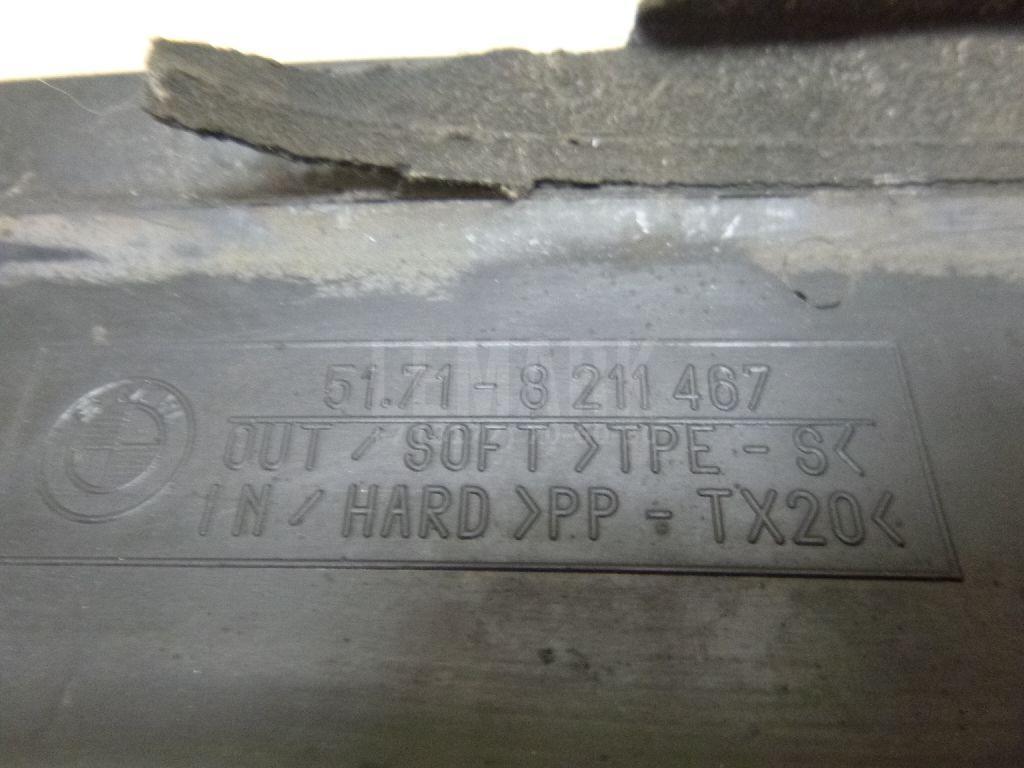 51.71 - 8 211 467
OUT / SOFT >TPE - S<
IN / HARD >PP - TX20<